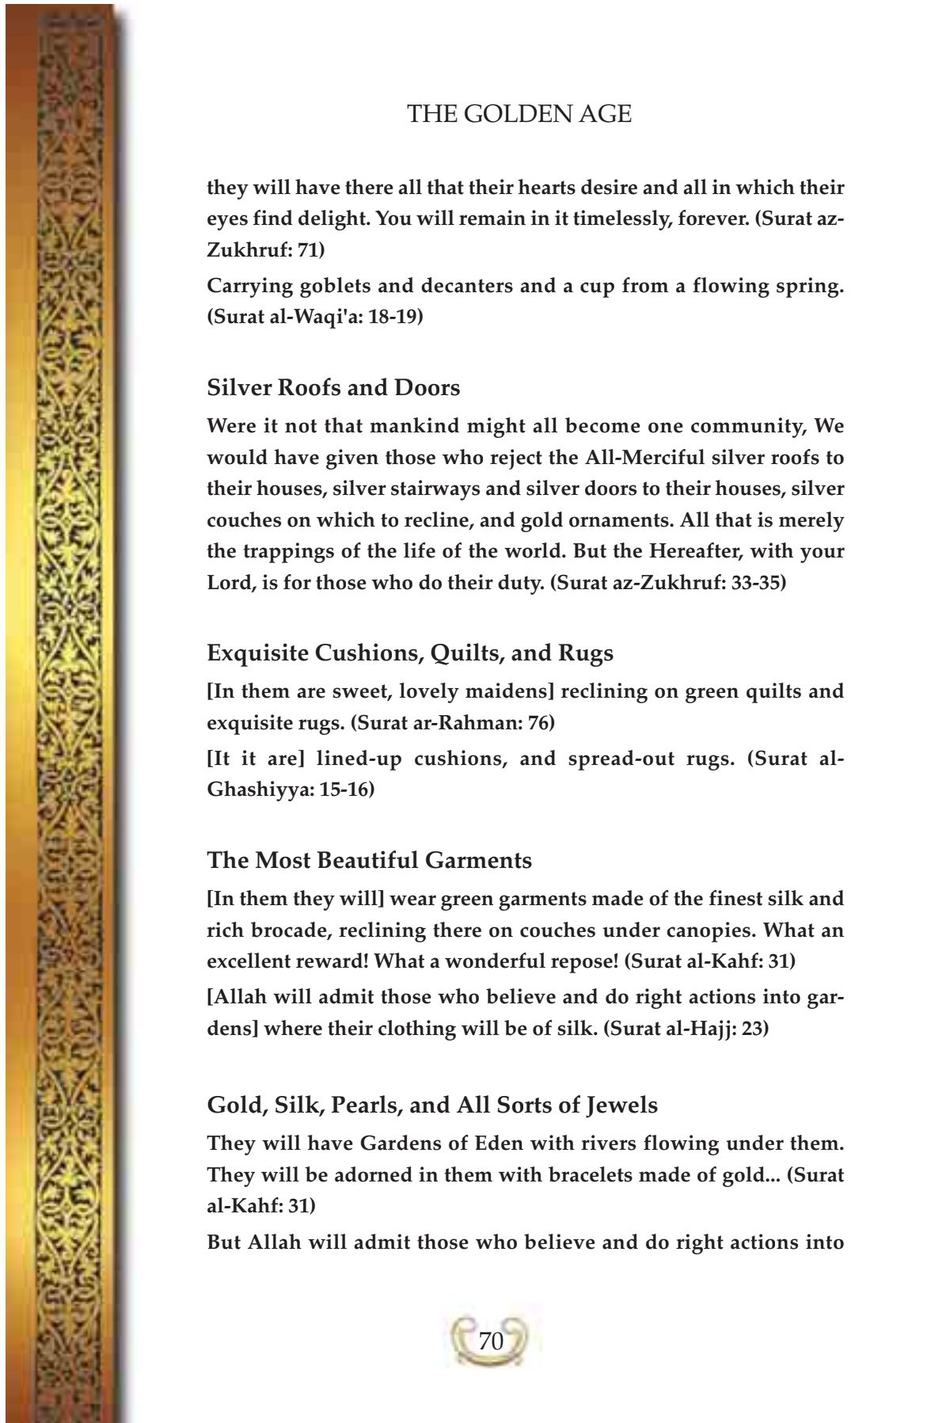 THE GOLDEN AGE
they will have there all that their hearts desire and all in which their
eyes find delight. You will remain in it timelessly, forever. (Surat az-
Zukhruf: 71)
Carrying goblets and decanters and a cup from a flowing spring.
(Surat al-Waqi'a: 18-19)
Silver Roofs and Doors
Were it not that mankind might all become one community, We
would have given those who reject the All-Merciful silver roofs to
their houses, silver stairways and silver doors to their houses, silver
couches on which to recline, and gold ornaments. All that is merely
the trappings of the life of the world. But the Hereafter, with your
Lord, is for those who do their duty. (Surat az-Zukhruf: 33-35)
Exquisite Cushions, Quilts, and Rugs
[In them are sweet, lovely maidens] reclining on green quilts and
exquisite rugs. (Surat ar-Rahman: 76)
[It it are] lined-up cushions, and spread-out rugs. (Surat al-
Ghashiyya: 15-16)
The Most Beautiful Garments
[In them they will] wear green garments made of the finest silk and
rich brocade, reclining there on couches under canopies. What an
excellent reward! What a wonderful repose! (Surat al-Kahf: 31)
[Allah will admit those who believe and do right actions into gar-
dens] where their clothing will be of silk. (Surat al-Hajj: 23)
Gold, Silk, Pearls, and All Sorts of Jewels
They will have Gardens of Eden with rivers flowing under them.
They will be adorned in them with bracelets made of gold... (Surat
al-Kahf: 31)
But Allah will admit those who believe and do right actions into
70